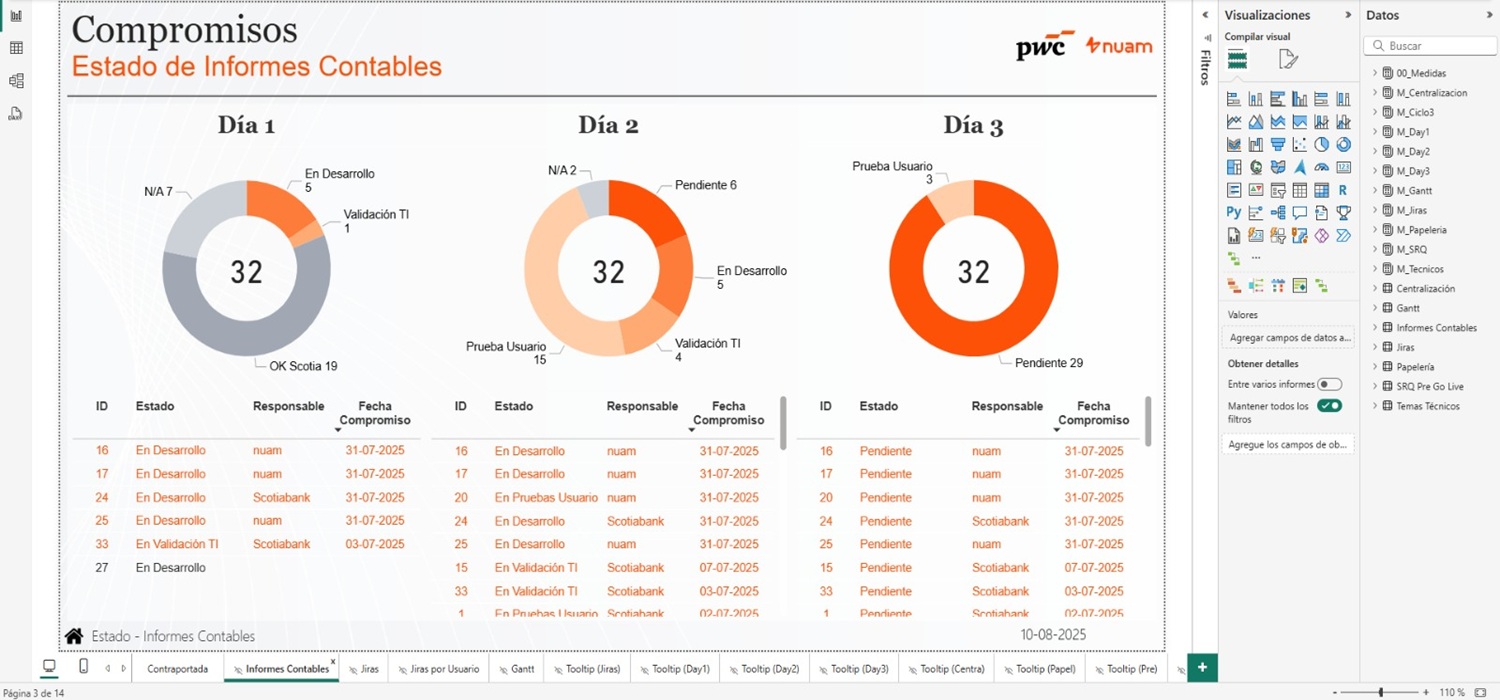 Compromisos
Estado de Informes Contables
pwc
nuam
Día 1
Día 2
Día 3
En Desarrollo
5
N/A 7
Validación TI
1
32
OK Scotia 19
N/A 2
Pendiente 6
En Desarrollo
5
32
Prueba Usuario
15
Validación TI
4
Prueba Usuario
3
32
Pendiente 29
ID Estado Responsable Fecha Compromiso
16 En Desarrollo nuam 31-07-2025
17 En Desarrollo nuam 31-07-2025
24 En Desarrollo Scotiabank 31-07-2025
25 En Desarrollo nuam 31-07-2025
33 En Validación TI Scotiabank 03-07-2025
27 En Desarrollo
ID Estado Responsable Fecha Compromiso
16 En Desarrollo nuam 31-07-2025
17 En Desarrollo nuam 31-07-2025
20 En Pruebas Usuario nuam 31-07-2025
24 En Desarrollo Scotiabank 31-07-2025
25 En Desarrollo nuam 31-07-2025
15 En Validación TI Scotiabank 07-07-2025
33 En Validación TI Scotiabank 03-07-2025
1 En Pruebas Usuario Scotiabank 02-07-2025
ID Estado Responsable Fecha Compromiso
16 Pendiente nuam 31-07-2025
17 Pendiente nuam 31-07-2025
20 Pendiente nuam 31-07-2025
24 Pendiente Scotiabank 31-07-2025
25 Pendiente nuam 31-07-2025
15 Pendiente Scotiabank 07-07-2025
33 Pendiente Scotiabank 03-07-2025
1 Pendiente Scotiabank 02-07-2025
Estado - Informes Contables
10-08-2025
Contraportada
Informes Contables x
Jiras
Jiras por Usuario
Gantt
Tooltip (Jiras)
Tooltip (Day1)
Tooltip (Day2)
Tooltip (Day3)
Tooltip (Centra)
Tooltip (Papel)
Tooltip (Pre)
+
Página 3 de 14
- + 110 %
Filtros
Visualizaciones
Compilar visual
R
Py
123
...
Valores
Agregar campos de datos a...
Obtener detalles
Entre varios informes
Mantener todos los
filtros
Agregue los campos de ob...
Datos
Buscar
00_Medidas
M_Centralizacion
M_Ciclo3
M_Day1
M_Day2
M_Day3
M_Gantt
M_Jiras
M_Papeleria
M_SRQ
M_Tecnicos
Centralización
Gantt
Informes Contables
Jiras
Papelería
SRQ Pre Go Live
Temas Técnicos